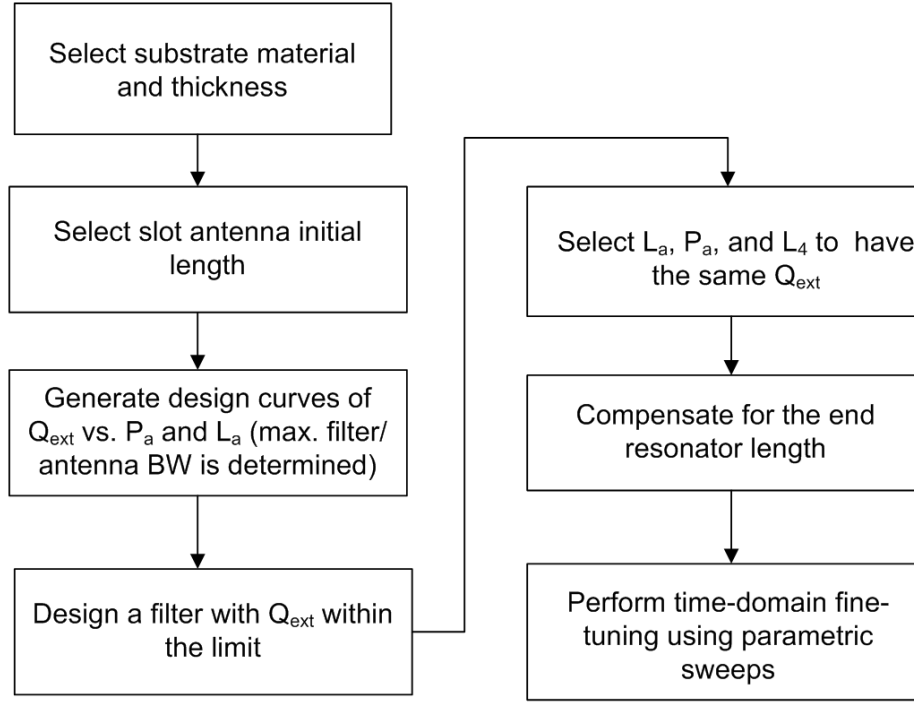 Select substrate material
and thickness
Select slot antenna initial
length
Generate design curves of
Qext vs. Pa and La (max. filter/
antenna BW is determined)
Design a filter with Qext within
the limit
Select La, Pa, and L4 to have
the same Qext
Compensate for the end
resonator length
Perform time-domain fine-
tuning using parametric
sweeps